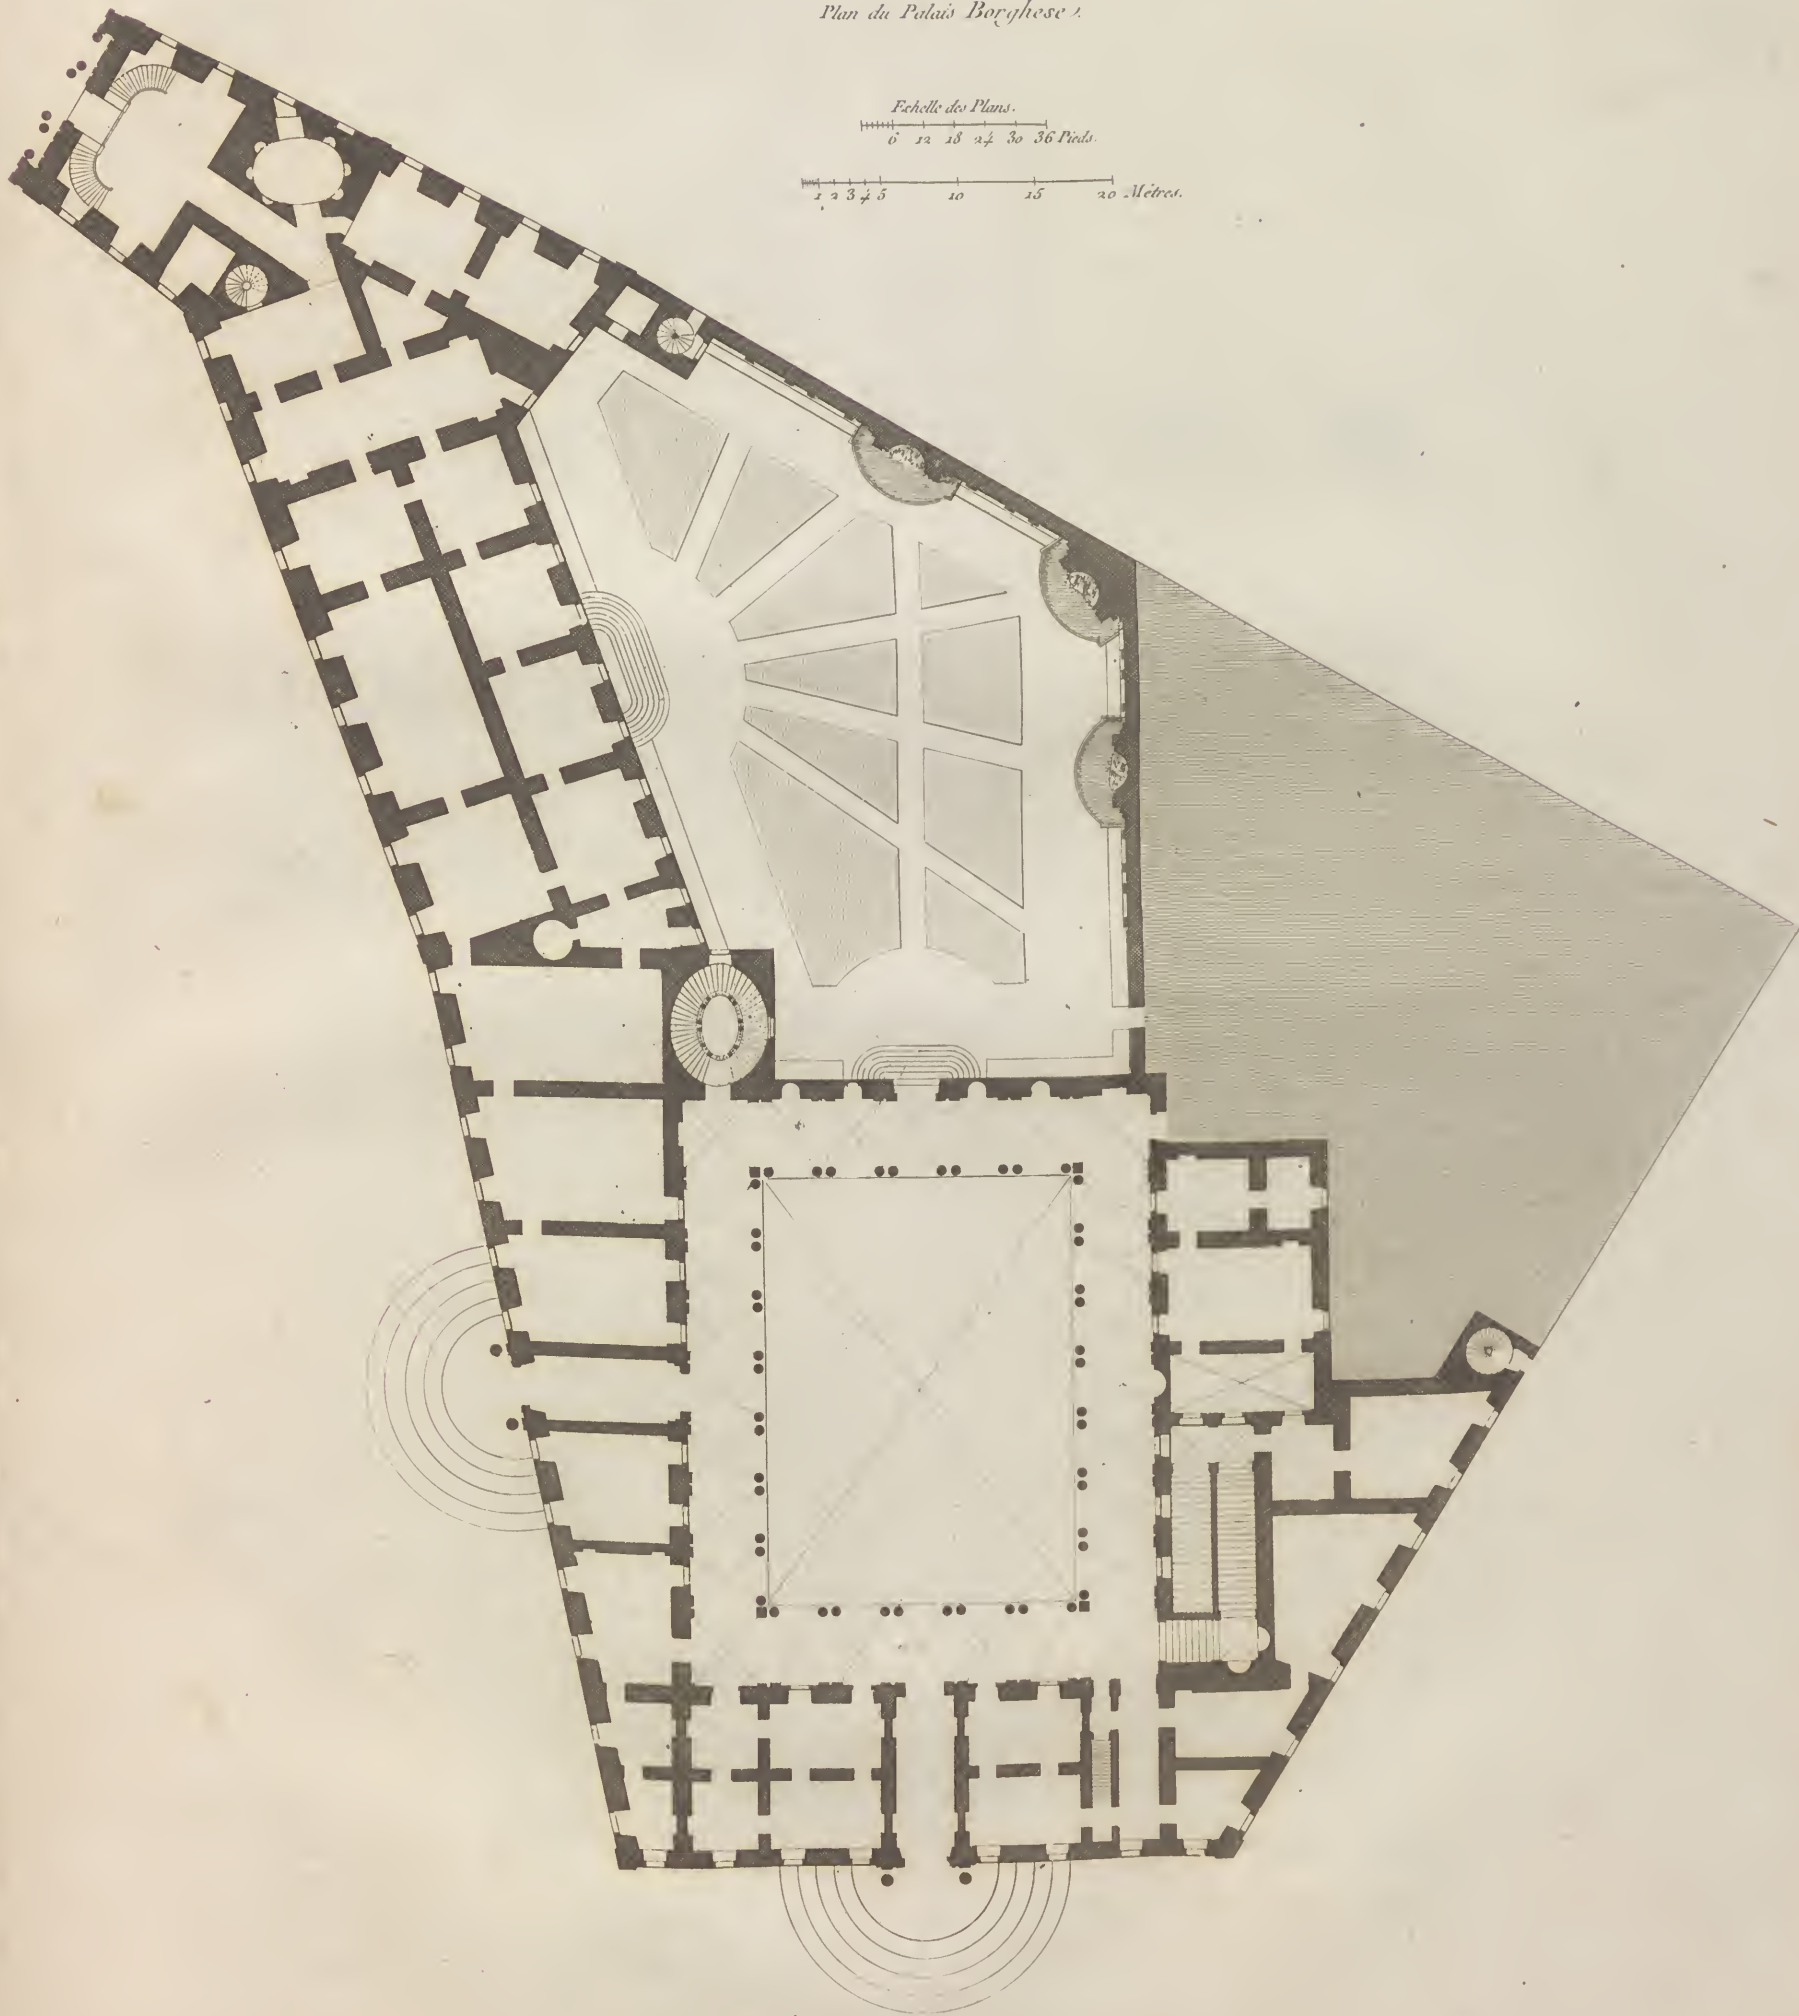 Plan du Palais Borghese.
Echelle des Plans.
6 12 18 24 30 36 Pieds.
1 2 3 4 5 10 15 20 Mètres.